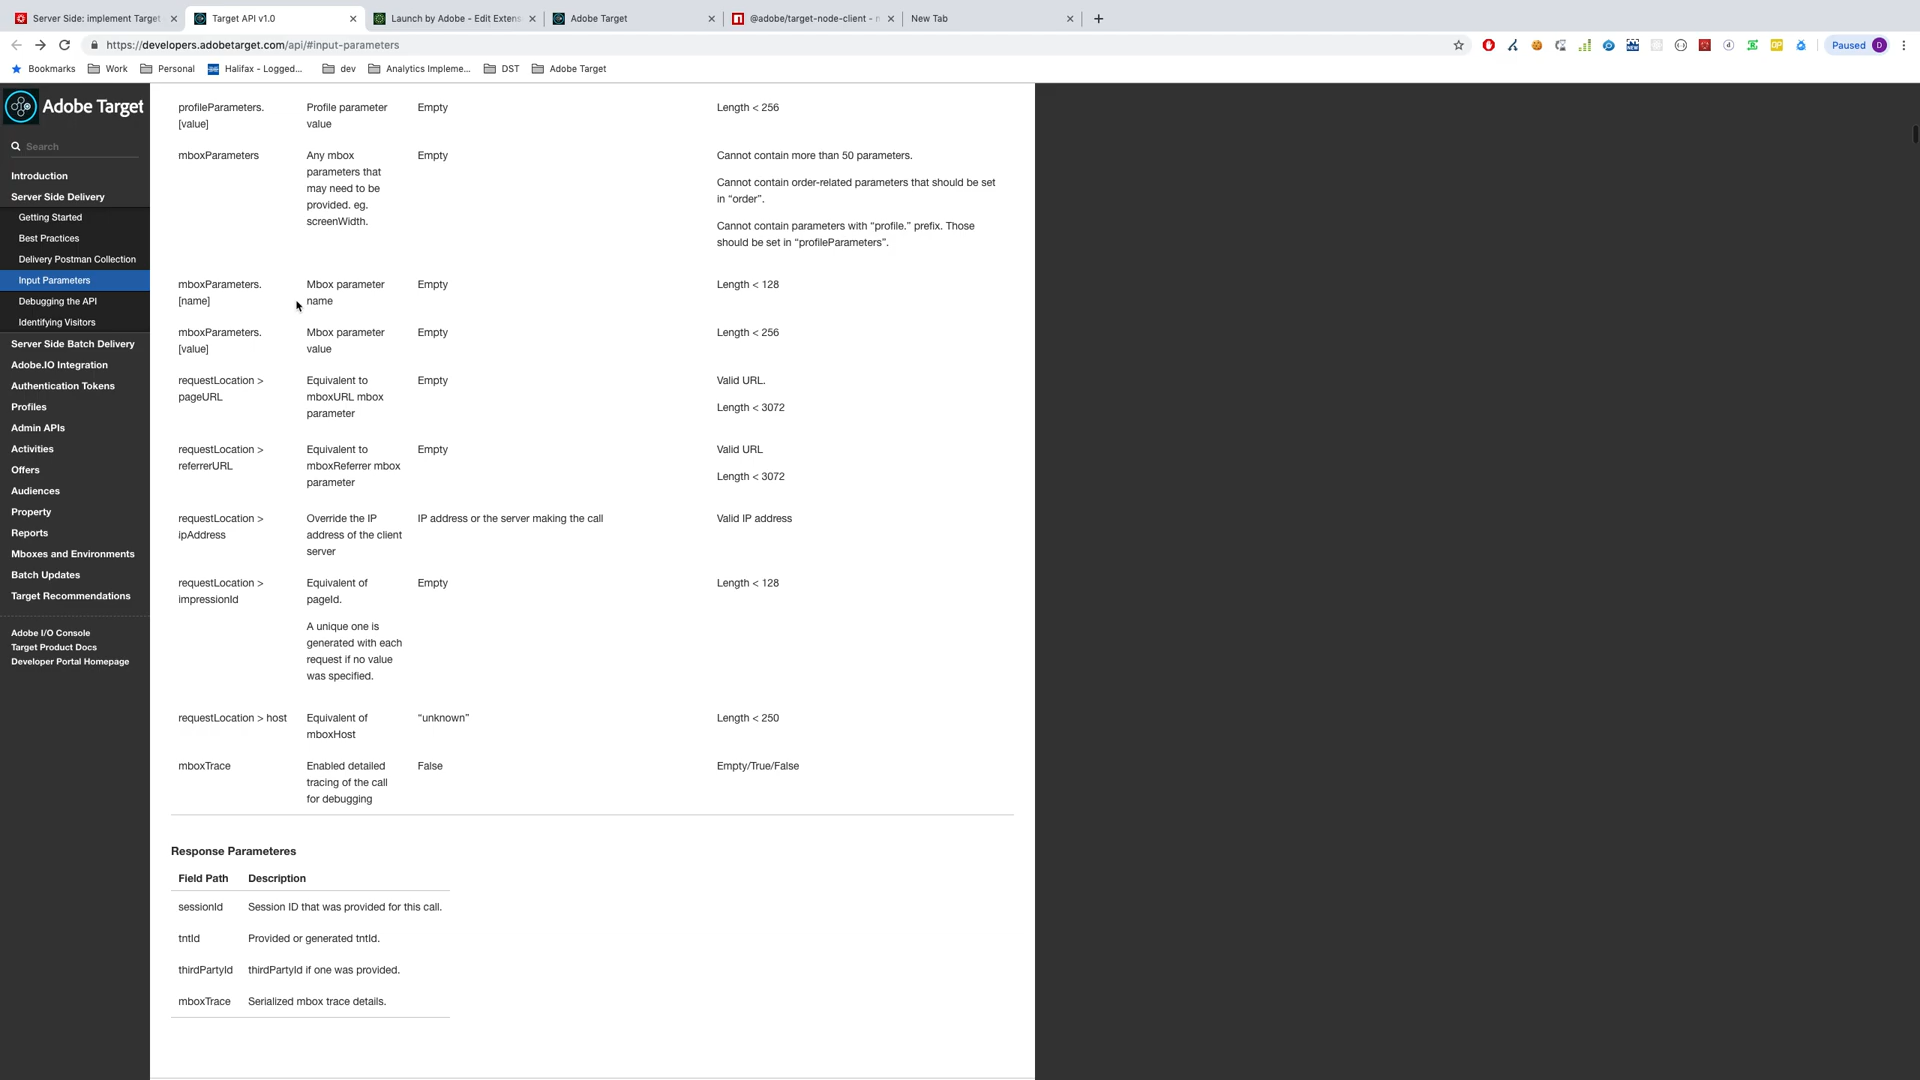 Server Side: implement Target
Target API v1.0
Launch by Adobe - Edit Extens
Adobe Target
@adobe/target-node-client - n
New Tab
https://developers.adobetarget.com/api/#input-parameters
Paused
D
Bookmarks
Work
Personal
Halifax - Logged...
dev
Analytics Impleme...
DST
Adobe Target
Adobe Target
Search
Introduction
Server Side Delivery
Getting Started
Best Practices
Delivery Postman Collection
Input Parameters
Debugging the API
Identifying Visitors
Server Side Batch Delivery
Adobe.IO Integration
Authentication Tokens
Profiles
Admin APIs
Activities
Offers
Audiences
Property
Reports
Mboxes and Environments
Batch Updates
Target Recommendations
Adobe I/O Console
Target Product Docs
Developer Portal Homepage
profileParameters.
[value]
Profile parameter
value
Empty
Length < 256
mboxParameters
Any mbox
parameters that
may need to be
provided. eg.
screenWidth.
Empty
Cannot contain more than 50 parameters.
Cannot contain order-related parameters that should be set
in “order”.
Cannot contain parameters with “profile.” prefix. Those
should be set in “profileParameters”.
mboxParameters.
[name]
Mbox parameter
name
Empty
Length < 128
mboxParameters.
[value]
Mbox parameter
value
Empty
Length < 256
requestLocation >
pageURL
Equivalent to
mboxURL mbox
parameter
Empty
Valid URL.
Length < 3072
requestLocation >
referrerURL
Equivalent to
mboxReferrer mbox
parameter
Empty
Valid URL
Length < 3072
requestLocation >
ipAddress
Override the IP
address of the client
server
IP address or the server making the call
Valid IP address
requestLocation >
impressionId
Equivalent of
pageId.
A unique one is
generated with each
request if no value
was specified.
Empty
Length < 128
requestLocation > host
Equivalent of
mboxHost
“unknown”
Length < 250
mboxTrace
Enabled detailed
tracing of the call
for debugging
False
Empty/True/False
Response Parameteres
Field Path Description
sessionId Session ID that was provided for this call.
tntId Provided or generated tntId.
thirdPartyId thirdPartyId if one was provided.
mboxTrace Serialized mbox trace details.